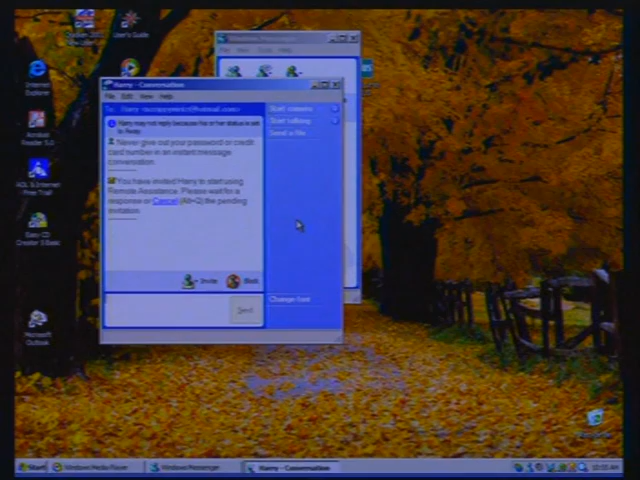 User's Guide
Harry - Conversation
File Edit View Help
Start camera
Harry may not reply because his or her status is set
to Away.
Start talking
Send a file
Never give out your password or credit
card number in an instant message
conversation.
You have invited Harry to start using
Remote Assistance. Please wait for a
response or Cancel (Alt+Q) the pending
invitation.
Invite Block
Change font
Send
Internet
Explorer
Acrobat
Reader 5.0
AOL & Internet
Free Trial
Easy CD
Creator 5 Basic
Microsoft
Outlook
Start Windows Media Player Windows Messenger Harry - Conversation 10:05 AM